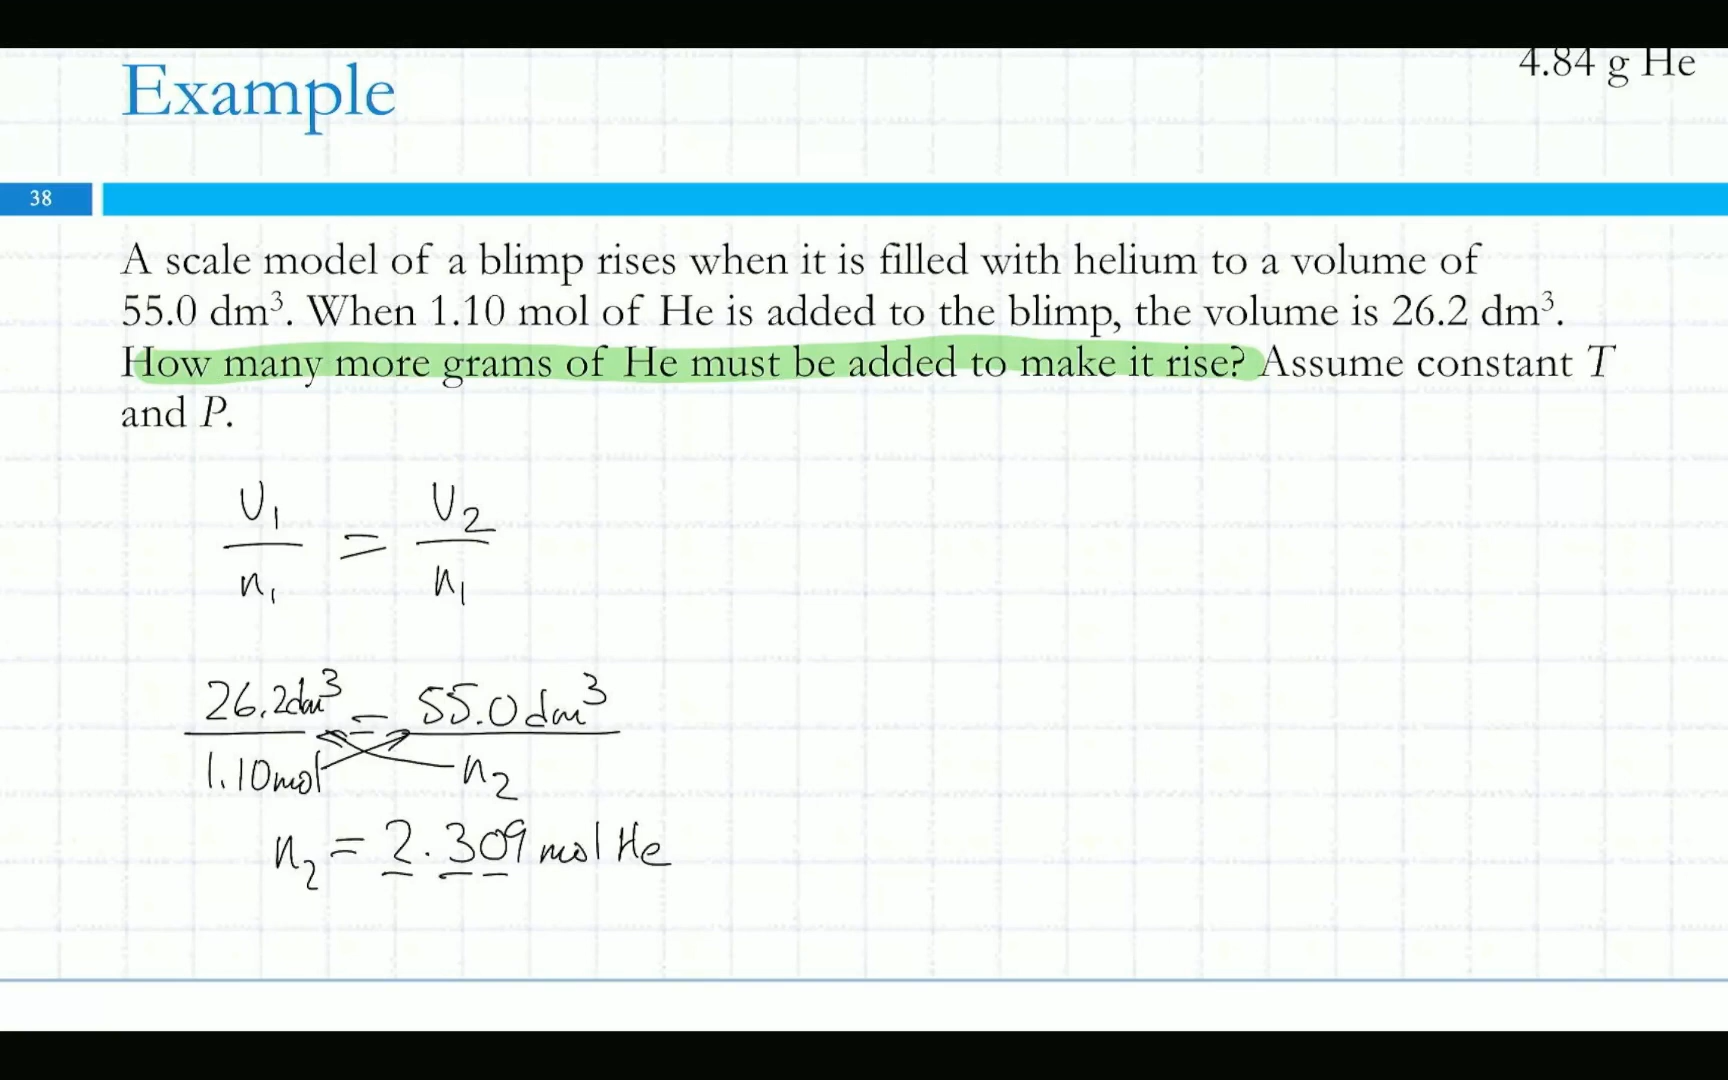 Example
4.84 g He
38
A scale model of a blimp rises when it is filled with helium to a volume of
55.0 dm³. When 1.10 mol of He is added to the blimp, the volume is 26.2 dm³.
How many more grams of He must be added to make it rise? Assume constant T
and P.
V₁ = V₂
n₁ n₁
26.2dm³ = 55.0dm³
1.10mol n₂
n₂ = 2.309 mol He